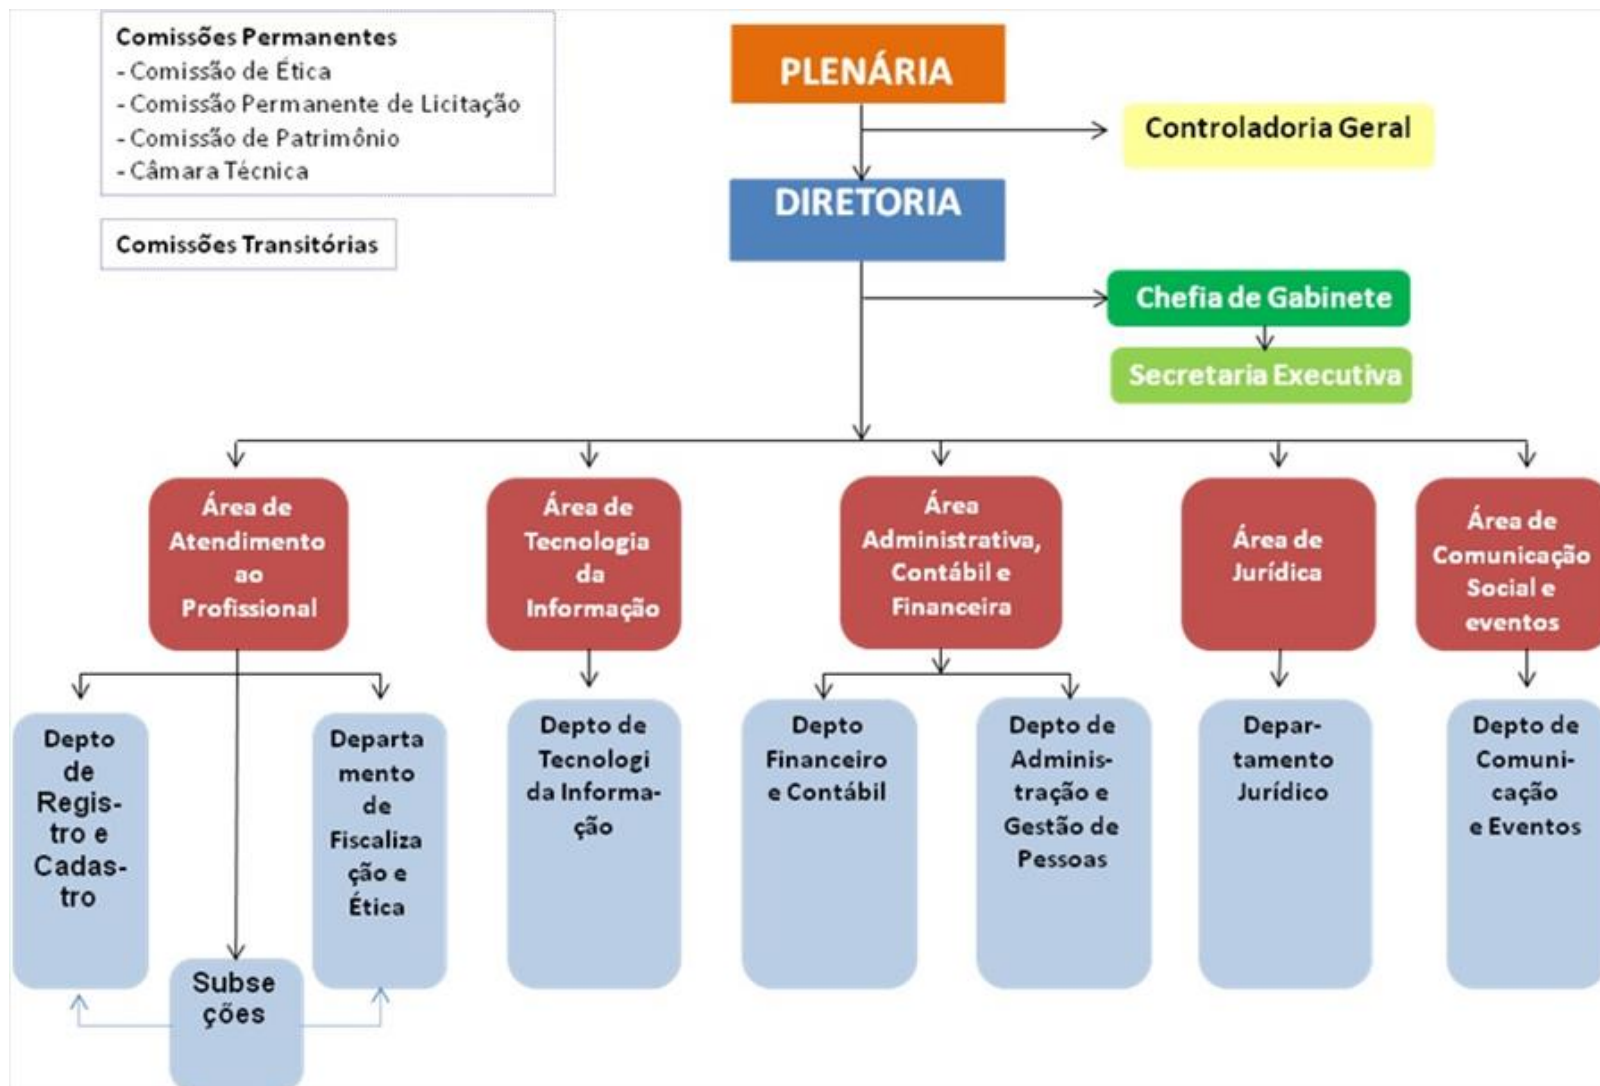 Comissões Permanentes
- Comissão de Ética
- Comissão Permanente de Licitação
- Comissão de Patrimônio
- Câmara Técnica
Comissões Transitórias
PLENÁRIA
Controladoria Geral
DIRETORIA
Chefia de Gabinete
Secretaria Executiva
Área de
Atendimento
ao
Profissional
Área de
Tecnologia
da
Informação
Área
Administrativa,
Contábil e
Financeira
Área de
Jurídica
Área de
Comunicação
Social e
eventos
Depto
de
Regis-
tro e
Cadas-
tro
Subse
ções
Departa
mento
de
Fiscaliza
ção e
Ética
Depto de
Tecnologi
da Informa-
ção
Depto
Financeiro
e Contábil
Depto de
Adminis-
tração e
Gestão de
Pessoas
Depar-
tamento
Jurídico
Depto de
Comuni-
cação
e Eventos